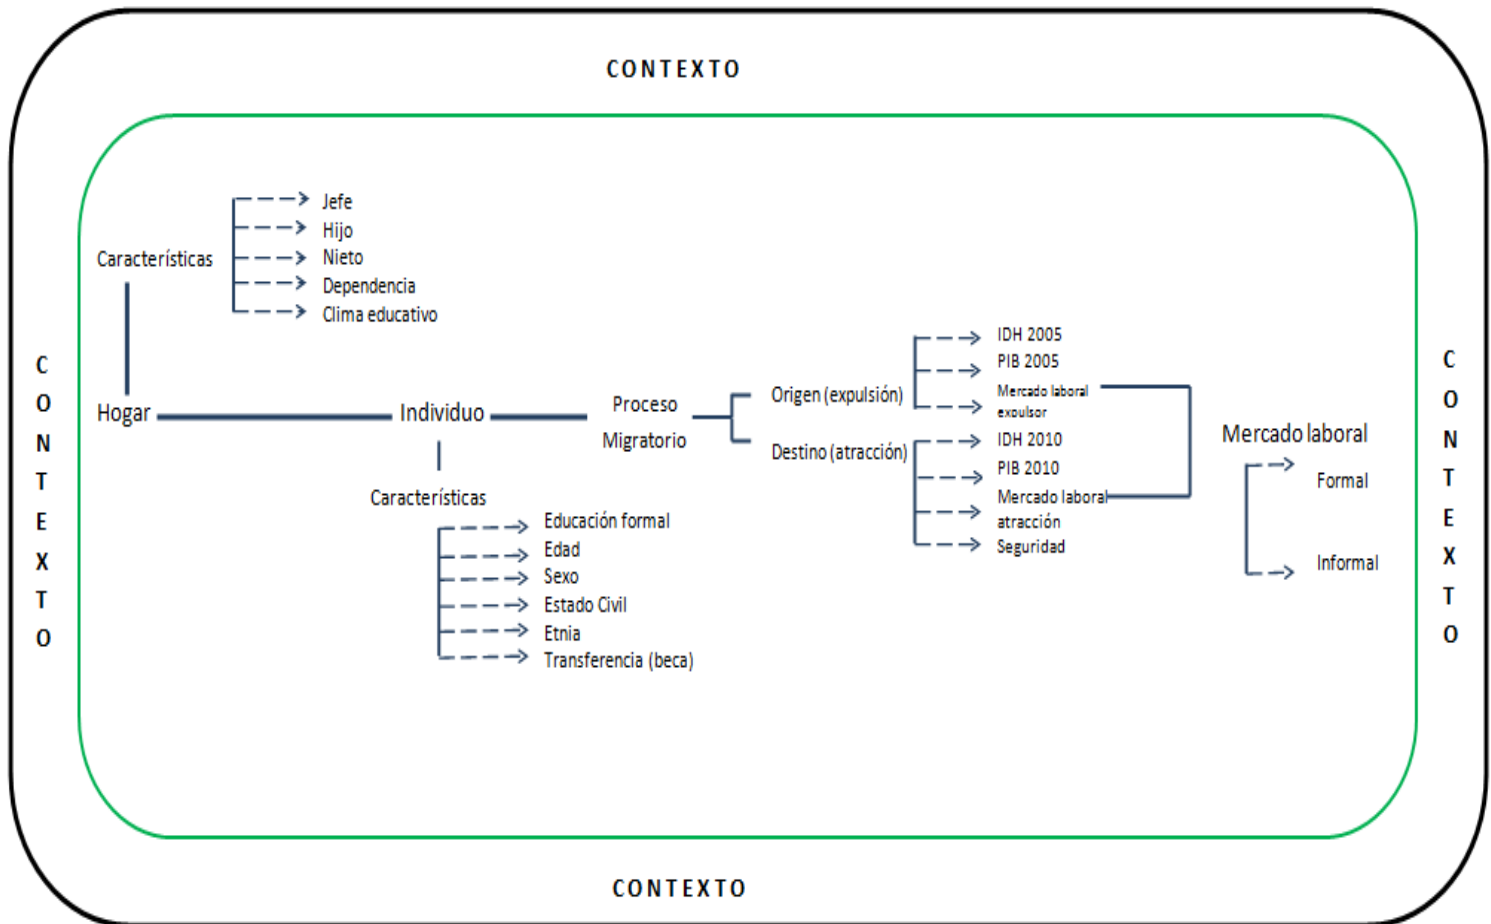 CONTEXTO
Jefe
Hijo
Características
Nieto
Dependencia
Clima educativo
Hogar
Individuo
Características
Educación formal
Edad
Sexo
Estado Civil
Etnia
Transferencia (beca)
Proceso
Migratorio
Origen (expulsión)
Destino (atracción)
IDH 2005
PIB 2005
Mercado laboral
exoulsor
IDH 2010
PIB 2010
Mercado laboral
atracción
Seguridad
Mercado laboral
Formal
Informal
CONTEXTO
CONTEXTO
CONTEXTO